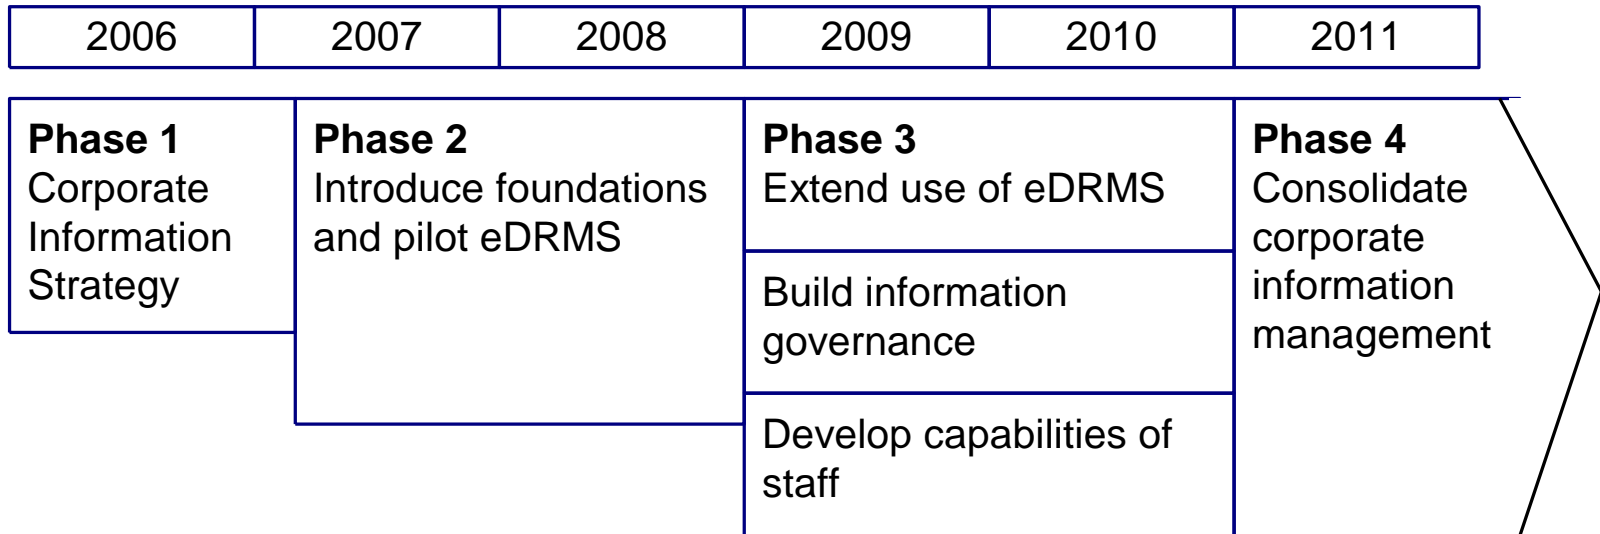 2006 2007 2008 2009 2010 2011
Phase 1
Corporate
Information
Strategy
Phase 2
Introduce foundations
and pilot eDRMS
Phase 3
Extend use of eDRMS
Build information
governance
Develop capabilities of
staff
Phase 4
Consolidate
corporate
information
management